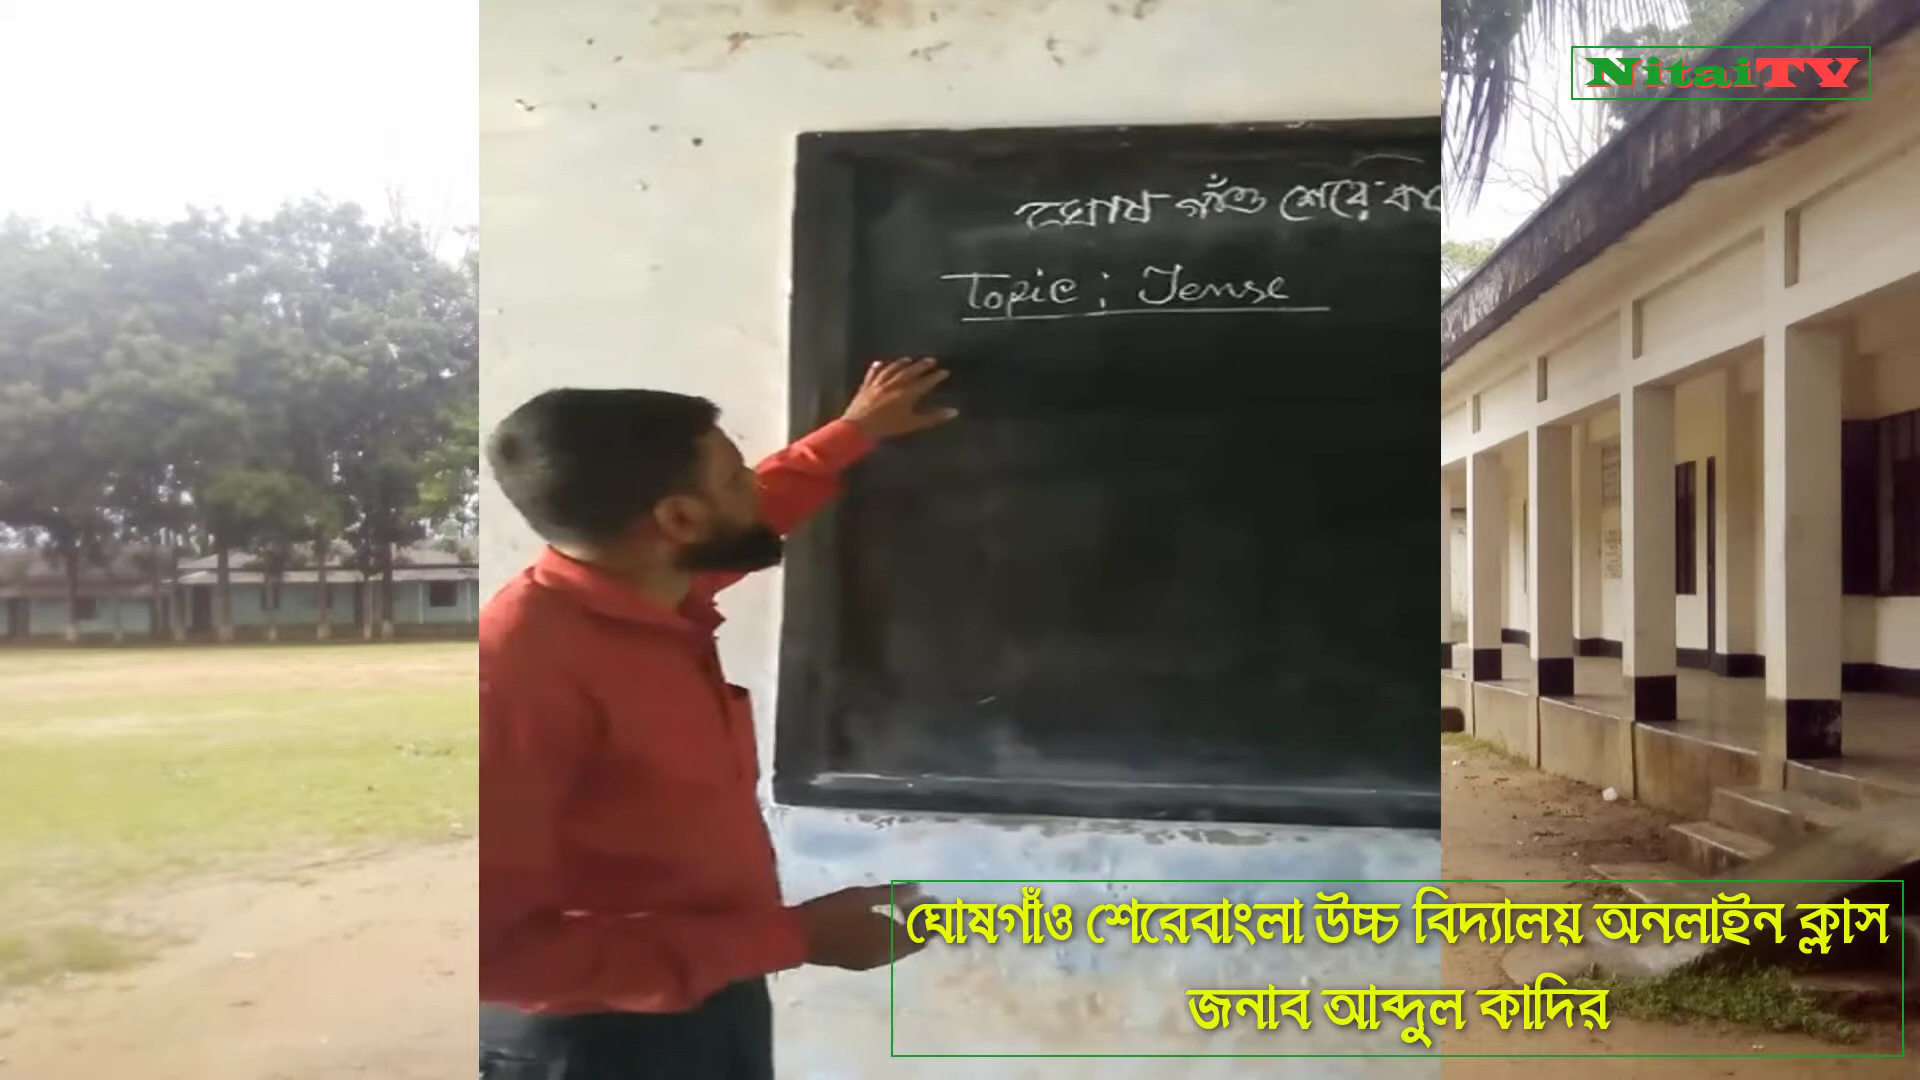 NitaiTV
ঘোষ গাঁও শেরে বাং
Topic : Tense
ঘোষগাঁও শেরেবাংলা উচ্চ বিদ্যালয় অনলাইন ক্লাস
জনাব আব্দুল কাদির